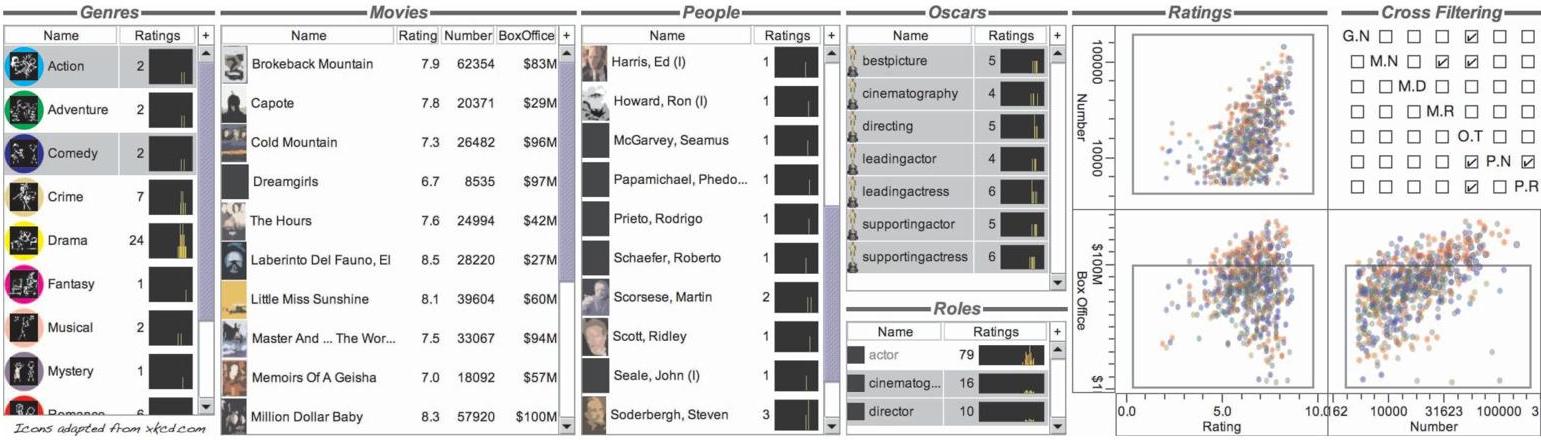 Genres
Name Ratings +
Action 2
Adventure 2
Comedy 2
Crime 7
Drama 24
Fantasy 1
Musical 2
Mystery 1
Romance 6
Icons adapted from xkcd.com
Movies
Name Rating Number BoxOffice +
Brokeback Mountain 7.9 62354 $83M
Capote 7.8 20371 $29M
Cold Mountain 7.3 26482 $96M
Dreamgirls 6.7 8535 $97M
The Hours 7.6 24994 $42M
Laberinto Del Fauno, El 8.5 28220 $27M
Little Miss Sunshine 8.1 39604 $60M
Master And ... The Wor... 7.5 33067 $94M
Memoirs Of A Geisha 7.0 18092 $57M
Million Dollar Baby 8.3 57920 $100M
People
Name Ratings +
Harris, Ed (I) 1
Howard, Ron (I) 1
McGarvey, Seamus 1
Papamichael, Phedo... 1
Prieto, Rodrigo 1
Schaefer, Roberto 1
Scorsese, Martin 2
Scott, Ridley 1
Seale, John (I) 1
Soderbergh, Steven 3
Oscars
Name Ratings +
bestpicture 5
cinematography 4
directing 5
leadingactor 4
leadingactress 6
supportingactor 5
supportingactress 6
Roles
Name Ratings +
actor 79
cinematog... 16
director 10
Ratings
100000
Number
10000
$100M
Box Office
$1
0.0 5.0 10.0
Rating
162 10000 31623 100000 3
Number
Cross Filtering
G.N
M.N
M.D
M.R
O.T
P.N
P.R